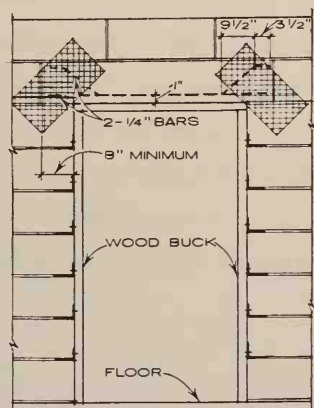 9 1/2" 3 1/2"
1"
2-1/4" BARS
8" MINIMUM
WOOD BUCK
FLOOR